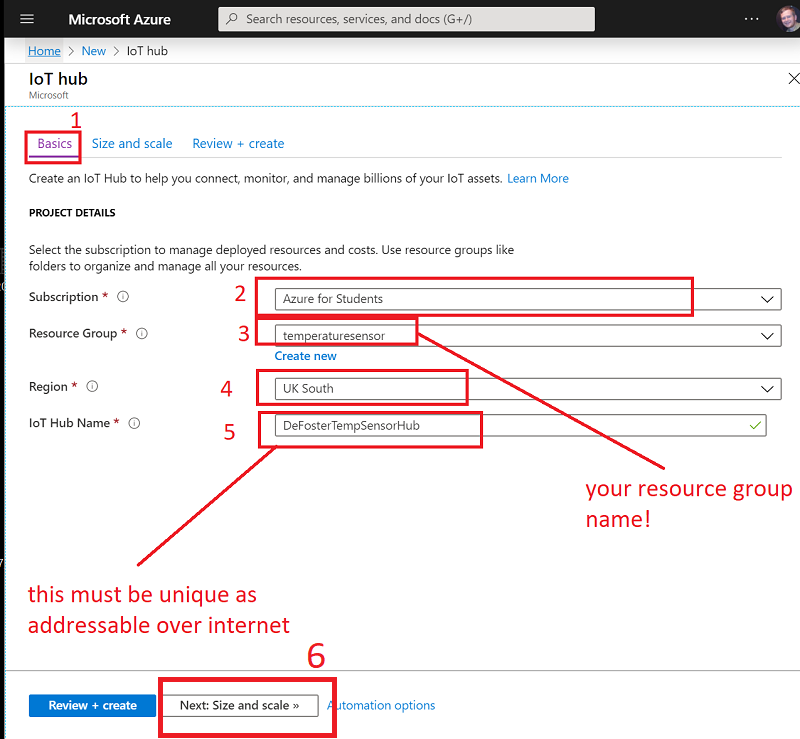 Microsoft Azure
Search resources, services, and docs (G+/)
Home > New > IoT hub
IoT hub
Microsoft
1
Basics Size and scale Review + create
Create an IoT Hub to help you connect, monitor, and manage billions of your IoT assets. Learn More
PROJECT DETAILS
Select the subscription to manage deployed resources and costs. Use resource groups like
folders to organize and manage all your resources.
Subscription * 2 Azure for Students
Resource Group * 3 temperaturesensor
Create new
Region * 4 UK South
IoT Hub Name * 5 DeFosterTempSensorHub
your resource group
name!
this must be unique as
addressable over internet
6
Review + create Next: Size and scale » Automation options